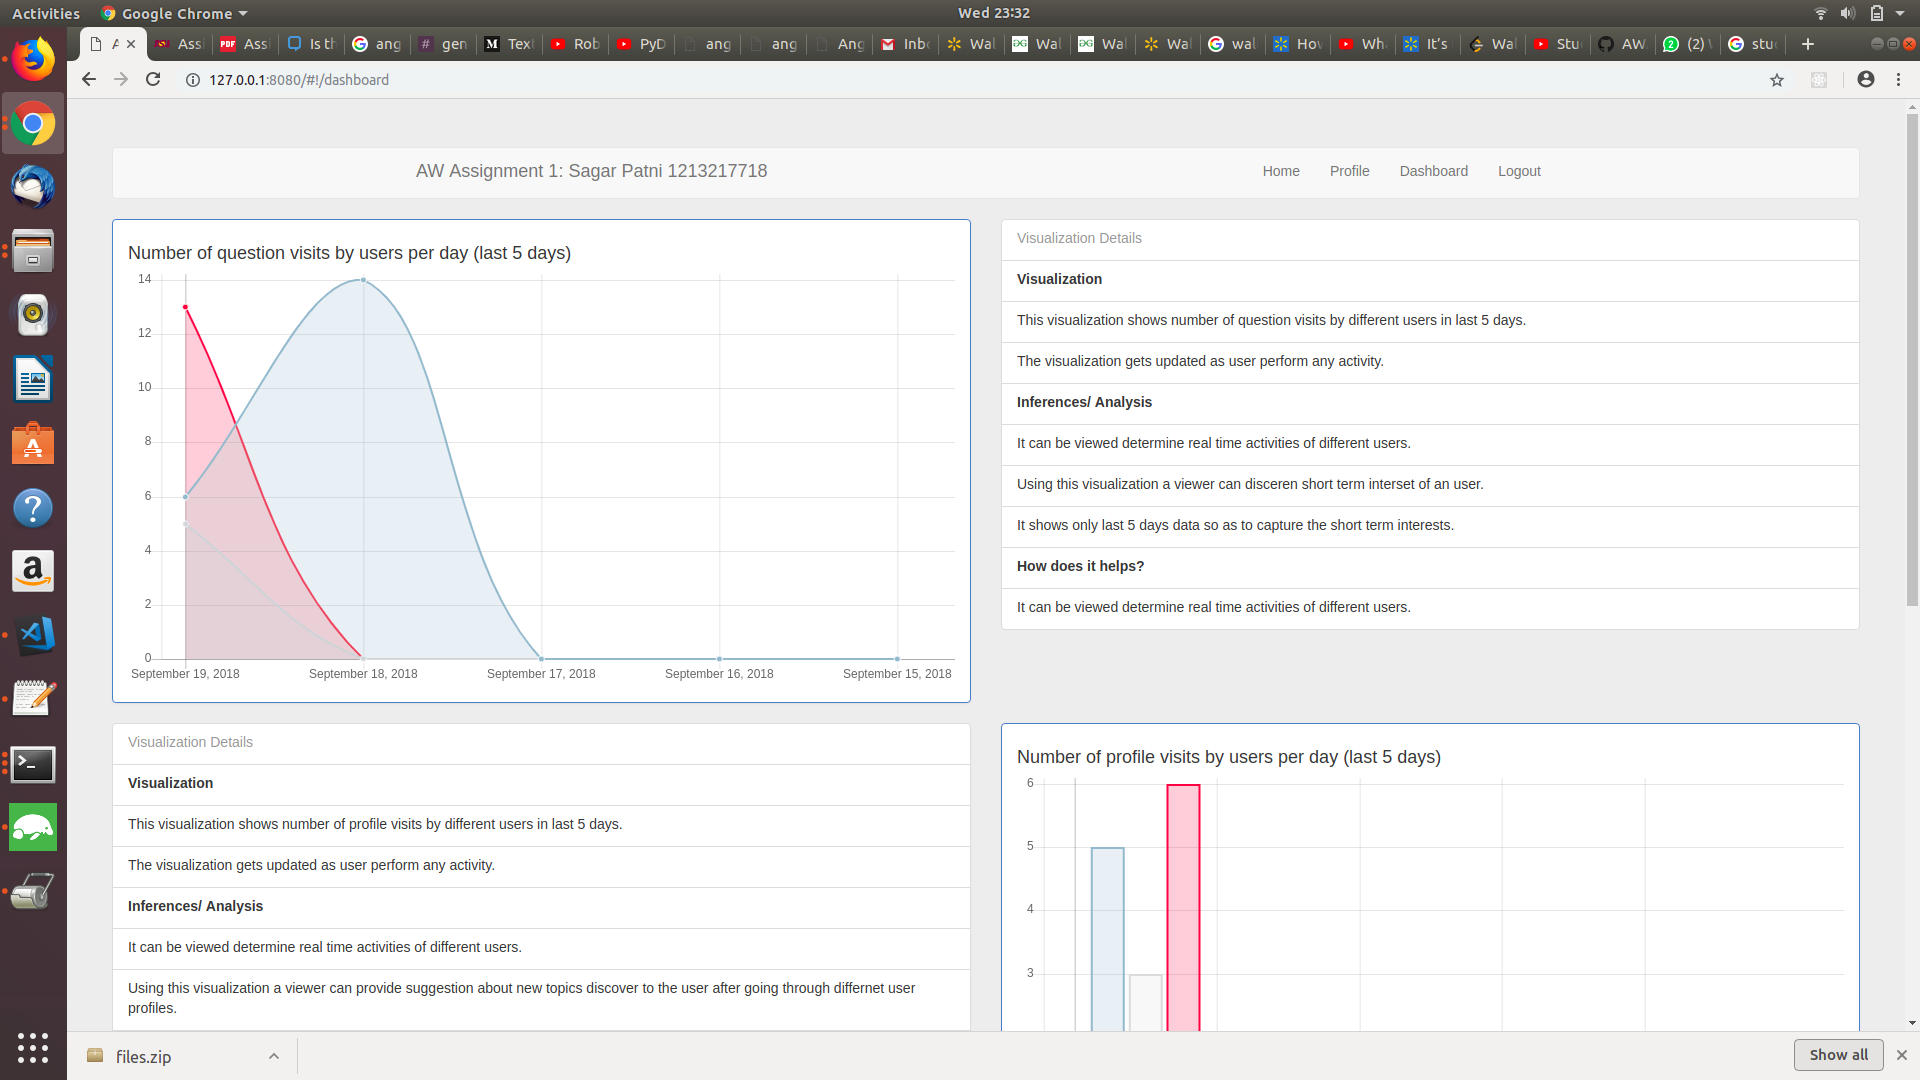 Activities
Google Chrome
Wed 23:32
Ass
PDF Assi
Is th
ang
# gen
M Text
Rob
PyD
ang
ang
Ang
Inbo
Wal
Wal
Wal
Wal
wal
How
Wh
It's
Wal
Stu
AW
(2)
stu
127.0.0.1:8080/#!/dashboard
AW Assignment 1: Sagar Patni 1213217718
Home
Profile
Dashboard
Logout
Number of question visits by users per day (last 5 days)
14
12
10
8
6
4
2
0
September 19, 2018
September 18, 2018
September 17, 2018
September 16, 2018
September 15, 2018
Visualization Details
Visualization
This visualization shows number of question visits by different users in last 5 days.
The visualization gets updated as user perform any activity.
Inferences/ Analysis
It can be viewed determine real time activities of different users.
Using this visualization a viewer can disceren short term interset of an user.
It shows only last 5 days data so as to capture the short term interests.
How does it helps?
It can be viewed determine real time activities of different users.
Visualization Details
Visualization
This visualization shows number of profile visits by different users in last 5 days.
The visualization gets updated as user perform any activity.
Inferences/ Analysis
It can be viewed determine real time activities of different users.
Using this visualization a viewer can provide suggestion about new topics discover to the user after going through differnet user
profiles.
Number of profile visits by users per day (last 5 days)
6
5
4
3
files.zip
Show all